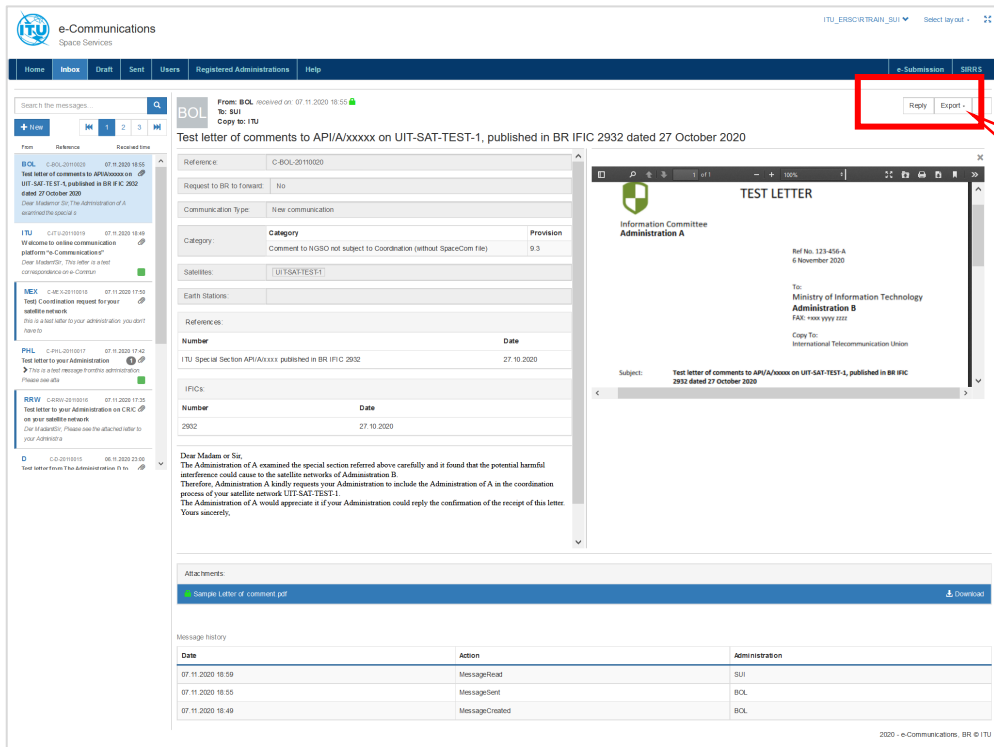 ITU
e-Communications
Space Services
ITU_ERSC\RTRAIN_SUI
Select layout
Home Inbox Draft Sent Users Registered Administrations Help e-Submission SIRRS
Search the messages...
+ New 1 2 3
From Reference Received time
BOL C-BOL-20110020 07.11.2020 18:55
Test letter of comments to API/A/xxxxx on
UIT-SAT-TEST-1, published in BR IFIC 2932
dated 27 October 2020
Dear Madamor Sir, The Administration of A
examined the special s
ITU C-ITU-20110019 07.11.2020 18:49
Welcome to online communication
platform "e-Communications"
Dear Madam/Sir, This letter is a test
correspondence on e-Commun
MEX C-MEX-20110018 07.11.2020 17:59
Test) Coordination request for your
satellite network
this is a test letter to your administration: you don't
have to
PHL C-PHL-20110017 07.11.2020 17:42
Test letter to your Administration 1
This is a test message from this administration.
Please see atta
RRW C-RRW-20110016 07.11.2020 17:35
Test letter to your Administration on CRIC
on your satellite network
Der Madam/Sir, Please see the attached letter to
your Administra
D C-D-20110015 06.11.2020 23:09
Test letter from The Administration D to
BOL
From: BOL received on: 07.11.2020 18:55
To: SUI
Copy to: ITU
Reply Export
Test letter of comments to API/A/xxxxx on UIT-SAT-TEST-1, published in BR IFIC 2932 dated 27 October 2020
Reference: C-BOL-20110020
Request to BR to forward: No
Communication Type: New communication
Category: Category Provision
Comment to NGSO not subject to Coordination (without SpaceCom file) 9.3
Satellites: UIT-SAT-TEST-1
Earth Stations:
References:
Number Date
ITU Special Section API/A/xxxx published in BR IFIC 2932 27.10.2020
IFICs:
Number Date
2932 27.10.2020
Dear Madam or Sir,
The Administration of A examined the special section referred above carefully and it found that the potential harmful
interference could cause to the satellite networks of Administration B.
Therefore, Administration A kindly requests your Administration to include the Administration of A in the coordination
process of your satellite network UIT-SAT-TEST-1.
The Administration of A would appreciate it if your Administration could reply the confirmation of the receipt of this letter.
Yours sincerely,
1 of 1 − + 100%
TEST LETTER
Information Committee
Administration A
Ref No. 123-456-A
6 November 2020
To:
Ministry of Information Technology
Administration B
FAX: +xxx yyyy zzzz
Copy To:
International Telecommunication Union
Subject: Test letter of comments to API/A/xxxxx on UIT-SAT-TEST-1, published in BR IFIC
2932 dated 27 October 2020
Attachments:
Sample Letter of comment.pdf Download
Message history
Date Action Administration
07.11.2020 18:59 MessageRead SUI
07.11.2020 18:55 MessageSent BOL
07.11.2020 18:49 MessageCreated BOL
2020 - e-Communications, BR © ITU